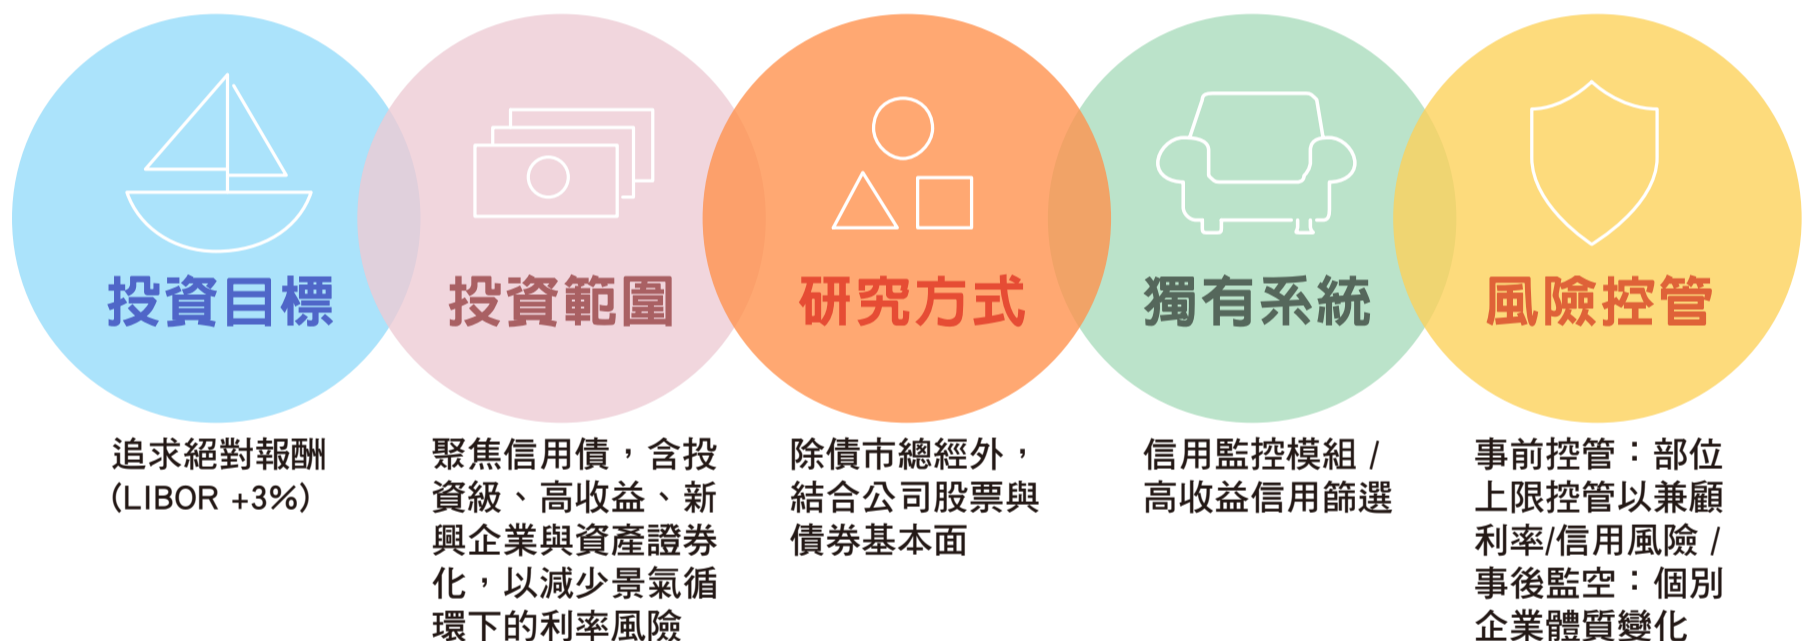 投資目標
追求絕對報酬
(LIBOR +3%)
投資範圍
聚焦信用債，含投
資級、高收益、新
興企業與資產證券
化，以減少景氣循
環下的利率風險
研究方式
除債市總經外，
結合公司股票與
債券基本面
獨有系統
信用監控模組 /
高收益信用篩選
風險控管
事前控管：部位
上限控管以兼顧
利率/信用風險 /
事後監空：個別
企業體質變化